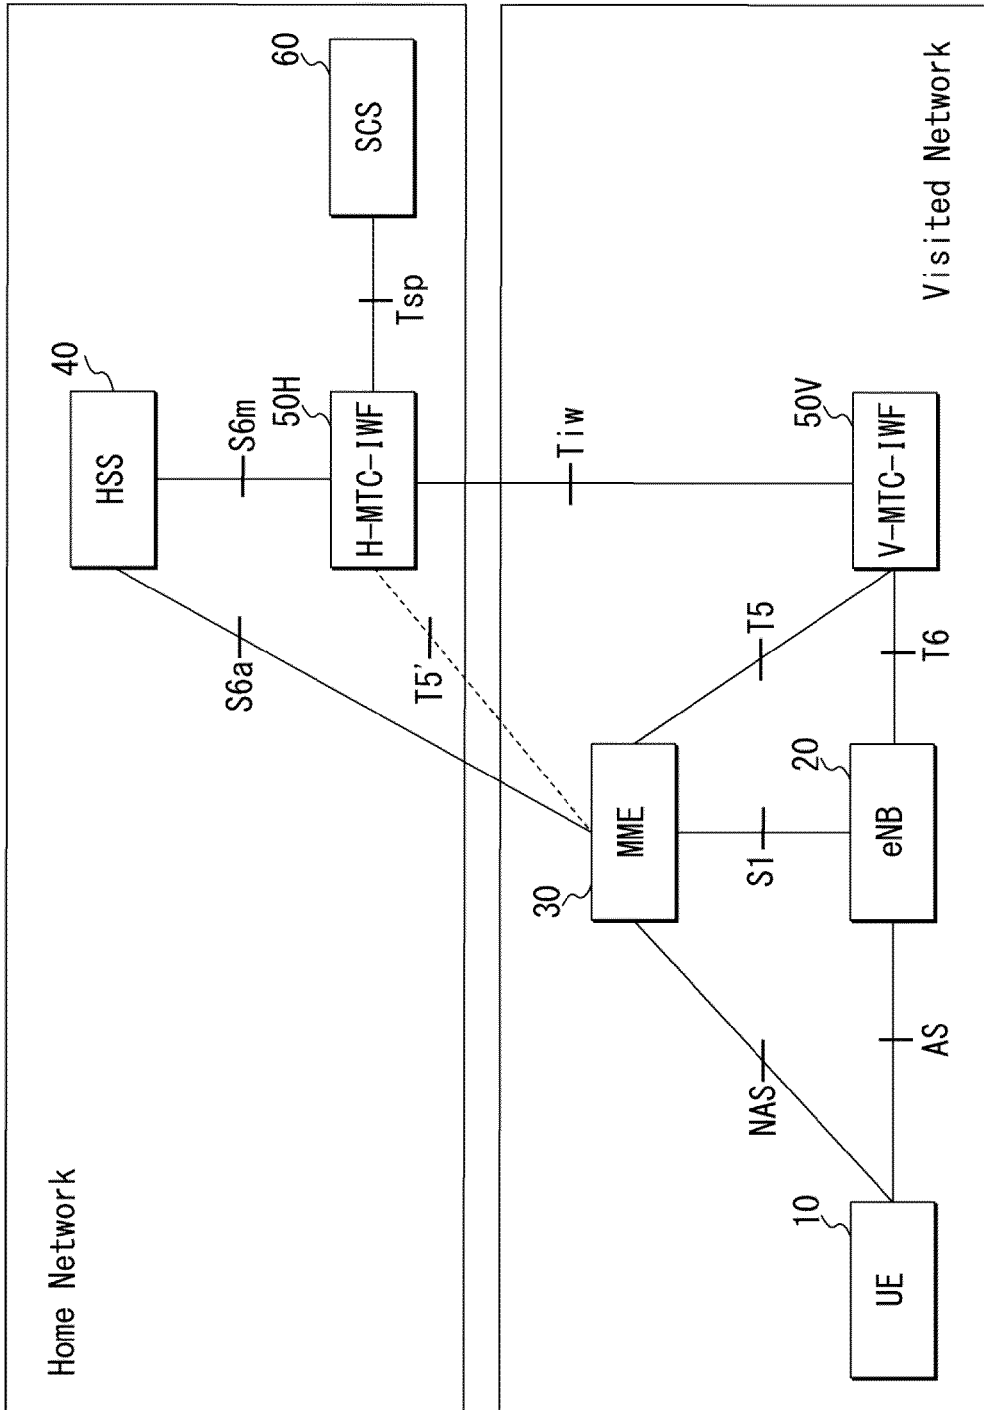 Home Network
HSS
40
S6a
S6m
H-MTC-IWF
50H
Tsp
SCS
60
T5'
Tiw
MME
30
NAS
S1
T5
UE
10
AS
eNB
20
T6
V-MTC-IWF
50V
Visited Network